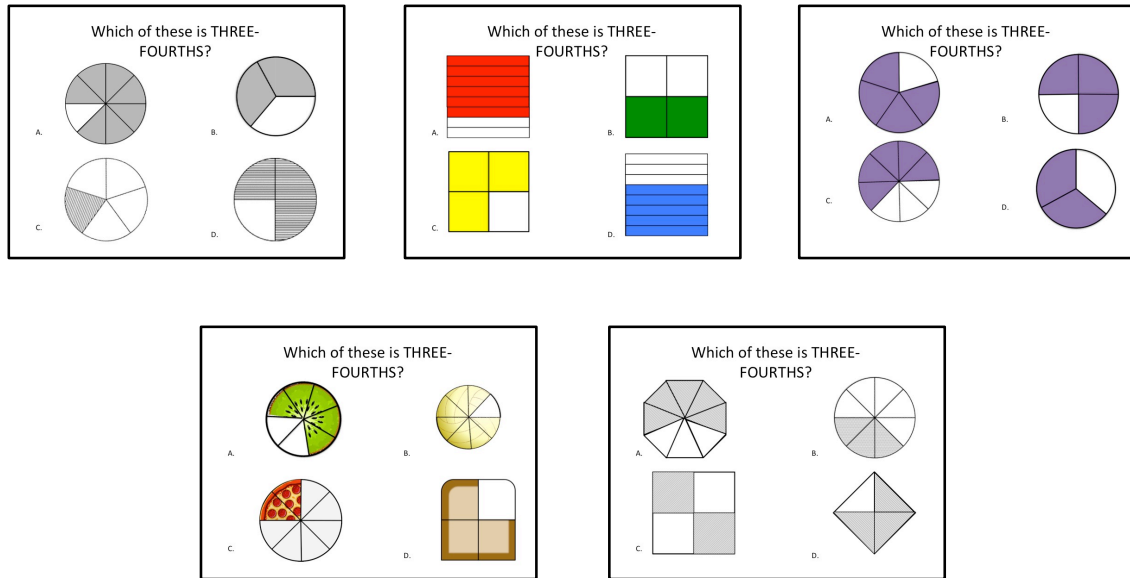 Which of these is THREE-
FOURTHS?
A.
B.
C.
D.
Which of these is THREE-
FOURTHS?
A.
B.
C.
D.
Which of these is THREE-
FOURTHS?
A.
B.
C.
D.
Which of these is THREE-
FOURTHS?
A.
B.
C.
D.
Which of these is THREE-
FOURTHS?
A.
B.
C.
D.